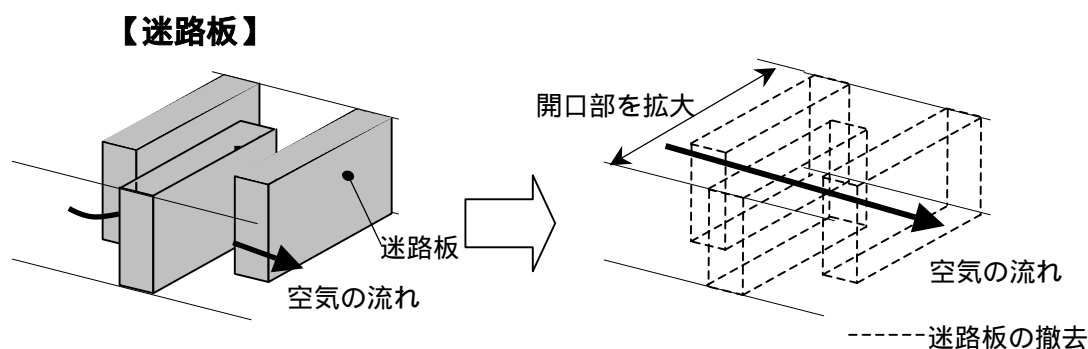 【迷路板】
開口部を拡大
迷路板
空気の流れ
空気の流れ
迷路板の撤去